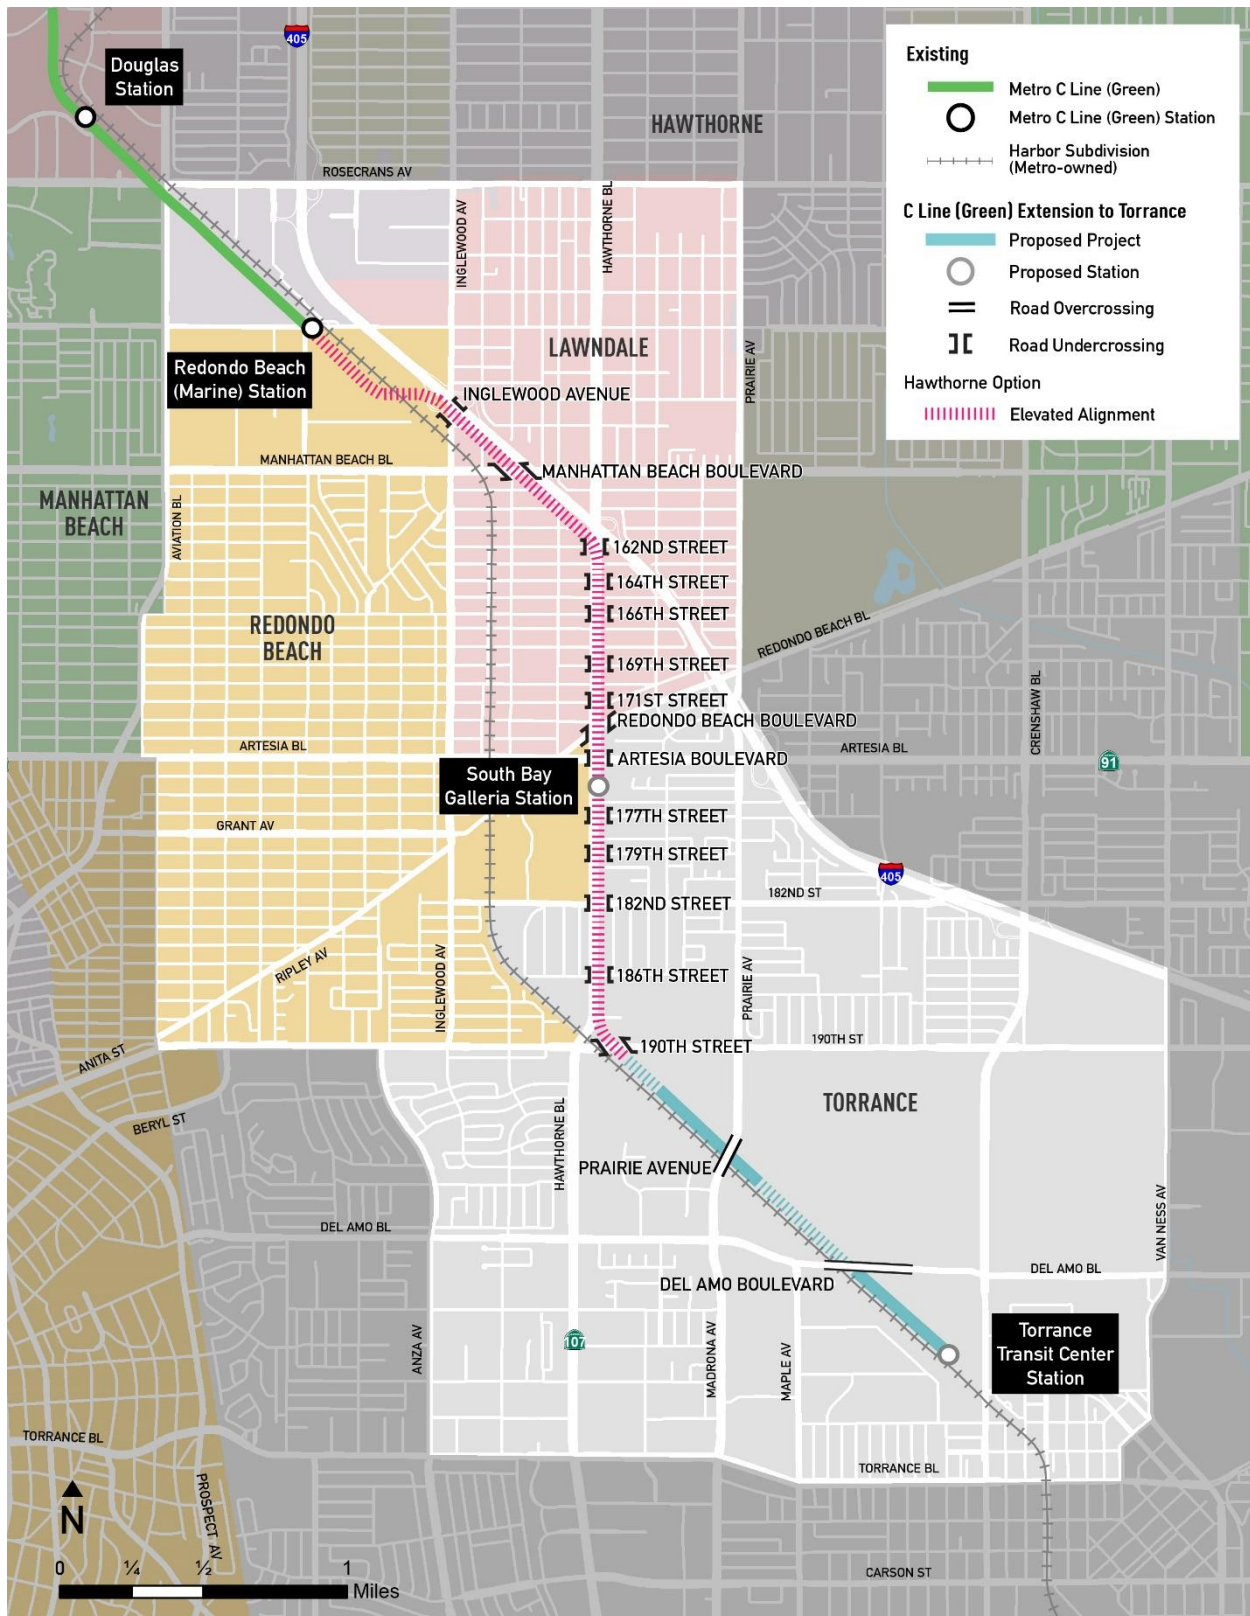 405
Douglas
Station
HAWTHORNE
ROSECRANS AV
INGLEWOOD AV
HAWTHORNE BL
Existing
Metro C Line (Green)
Metro C Line (Green) Station
Harbor Subdivision
(Metro-owned)
C Line (Green) Extension to Torrance
Proposed Project
Proposed Station
Road Overcrossing
Road Undercrossing
Hawthorne Option
Elevated Alignment
Redondo Beach
(Marine) Station
LAWNDALE
PRAIRIE AV
INGLEWOOD AVENUE
MANHATTAN BEACH BL
MANHATTAN BEACH BOULEVARD
MANHATTAN
BEACH
AVIATION BL
162ND STREET
164TH STREET
166TH STREET
REDONDO
BEACH
REDONDO BEACH BL
169TH STREET
171ST STREET
REDONDO BEACH BOULEVARD
CRENSHAW BL
ARTESIA BL
ARTESIA BOULEVARD
ARTESIA BL
91
South Bay
Galleria Station
177TH STREET
GRANT AV
179TH STREET
405
182ND STREET
182ND ST
RIPLEY AV
INGLEWOOD AV
186TH STREET
PRAIRIE AV
190TH STREET
190TH ST
ANITA ST
BERYL ST
TORRANCE
HAWTHORNE BL
PRAIRIE AVENUE
VAN NESS AV
DEL AMO BL
DEL AMO BOULEVARD
DEL AMO BL
107
ANZA AV
MADRONA AV
MAPLE AV
Torrance
Transit Center
Station
TORRANCE BL
TORRANCE BL
PROSPECT AV
N
CARSON ST
0 ¼ ½ 1
Miles